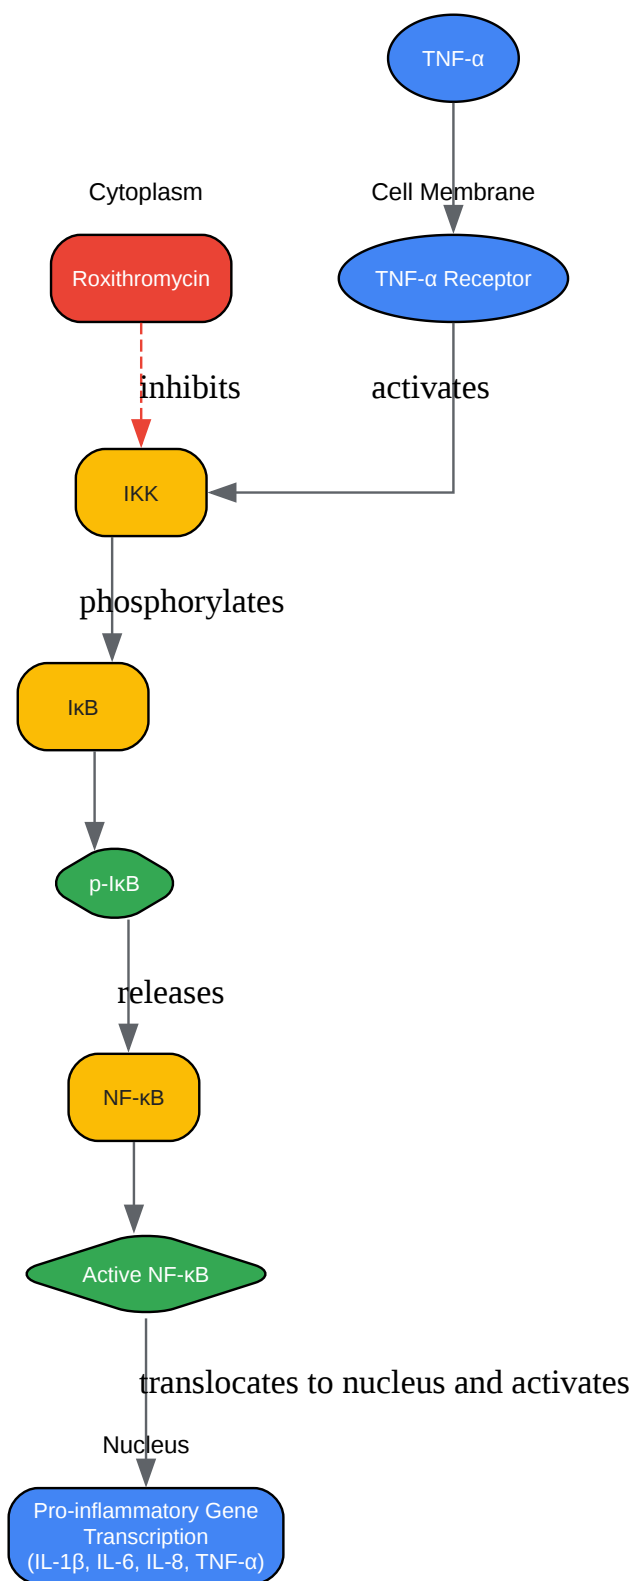 TNF-α
Cytoplasm
Cell Membrane
Roxithromycin
TNF-α Receptor
inhibits
activates
IKK
phosphorylates
IκB
p-IκB
releases
NF-κB
Active NF-κB
translocates to nucleus and activates
Nucleus
Pro-inflammatory Gene
Transcription
(IL-1β, IL-6, IL-8, TNF-α)